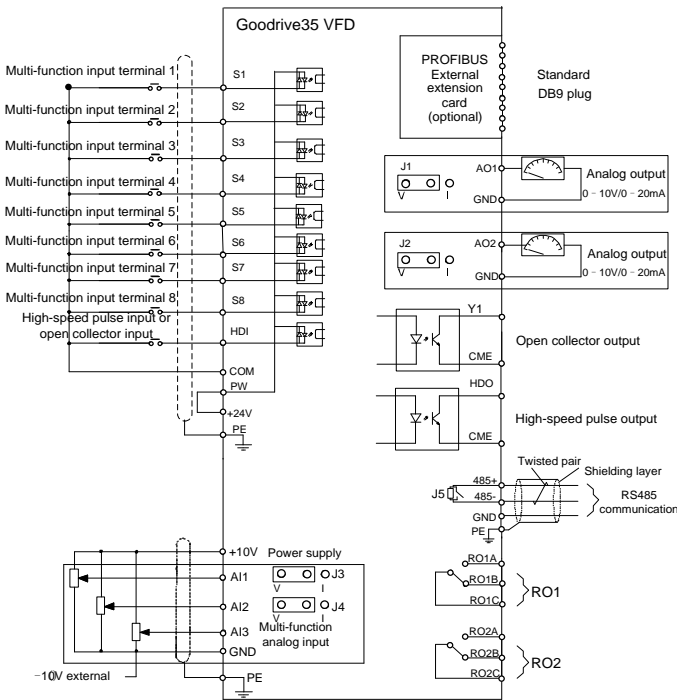 Goodrive35 VFD
Multi-function input terminal 1
S1
Multi-function input terminal 2
S2
Multi-function input terminal 3
S3
Multi-function input terminal 4
S4
Multi-function input terminal 5
S5
Multi-function input terminal 6
S6
Multi-function input terminal 7
S7
Multi-function input terminal 8
S8
High-speed pulse input or
open collector input
HDI
COM
PW
+24V
PE
PROFIBUS
External
extension
card
(optional)
Standard
DB9 plug
J1
V
I
AO1
GND
Analog output
0-10V/0-20mA
J2
V
I
AO2
GND
Analog output
0-10V/0-20mA
Y1
CME
Open collector output
HDO
CME
High-speed pulse output
Twisted pair
Shielding layer
J5
485+
485-
GND
PE
RS485
communication
+10V
Power supply
AI1
J3
V
I
AI2
J4
V
I
Multi-function
analog input
AI3
GND
-10V external
PE
RO1A
RO1B
RO1C
RO1
RO2A
RO2B
RO2C
RO2